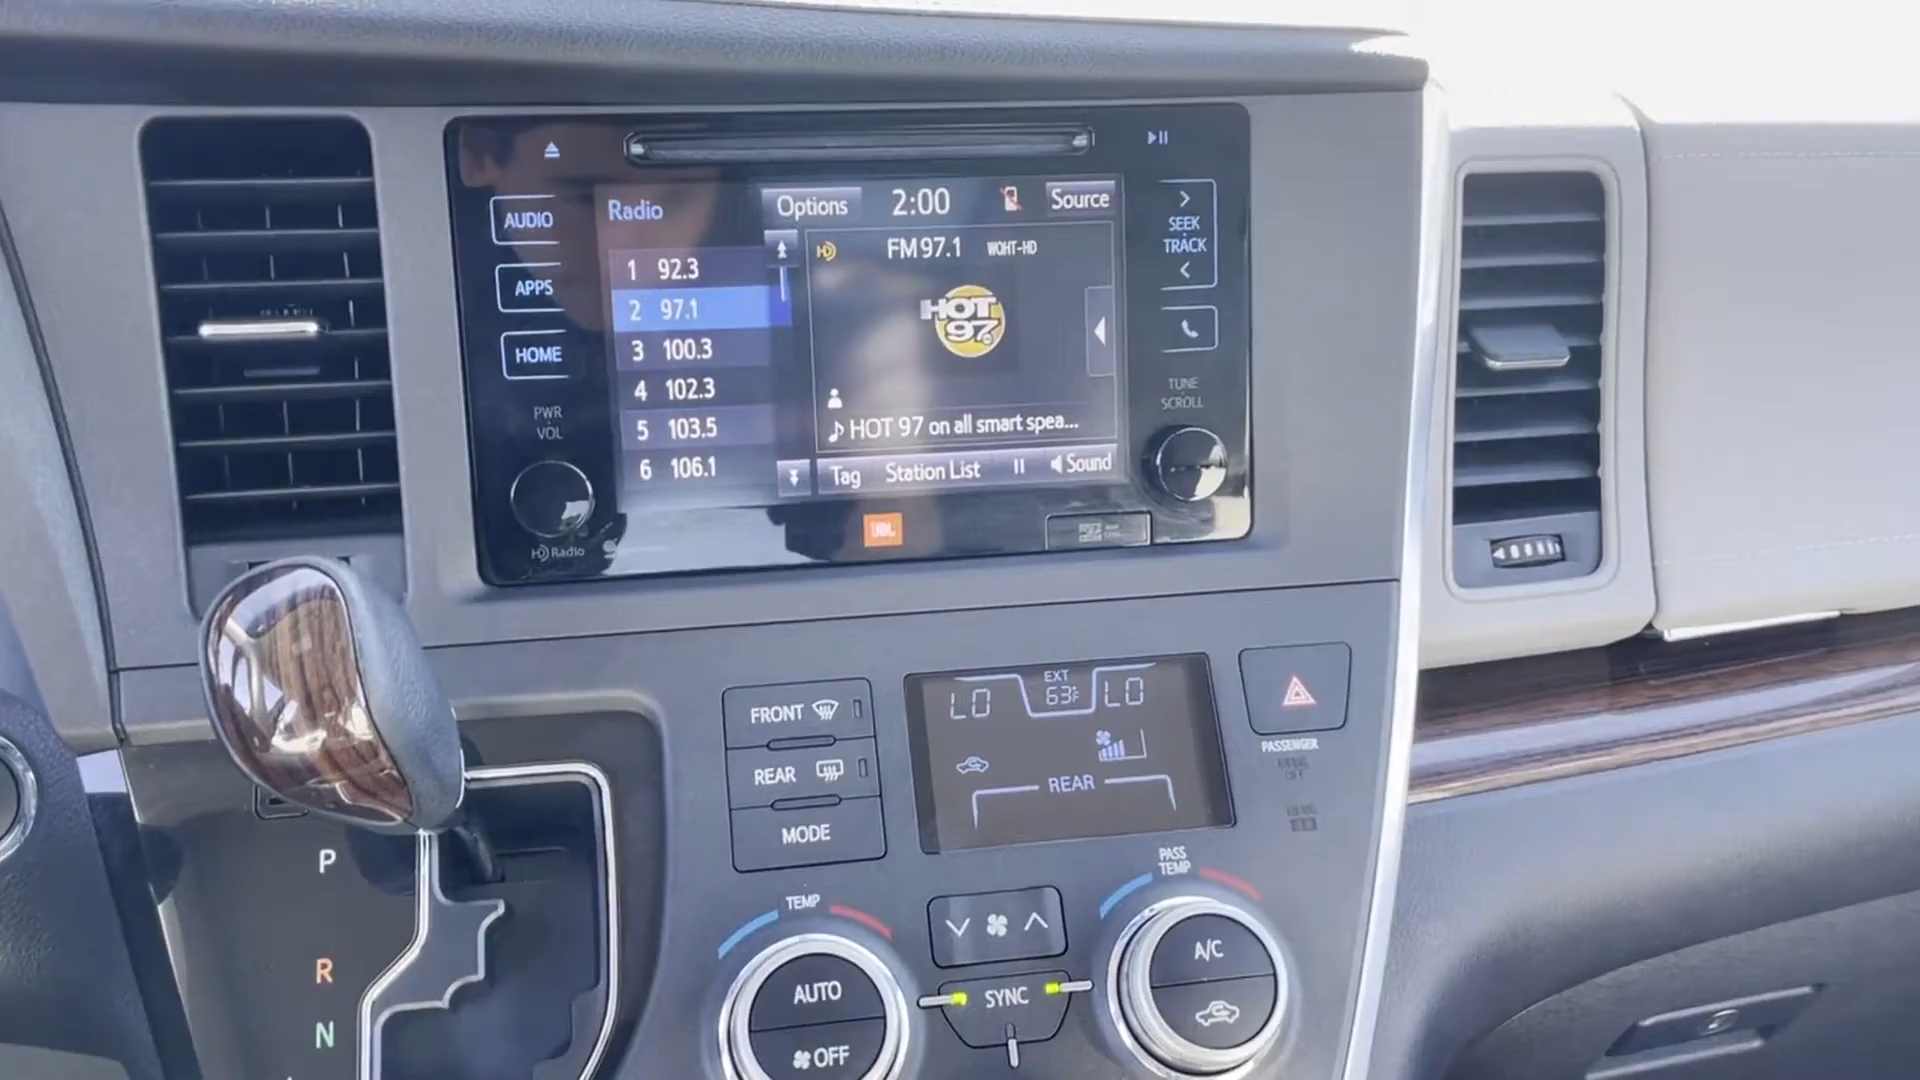 AUDIO
APPS
HOME
PWR
VOL
HD Radio
Radio
Options
2:00
Source
1 92.3
2 97.1
3 100.3
4 102.3
5 103.5
6 106.1
HD
FM 97.1 WQHT-HD
HOT
97
HOT 97 on all smart spea...
Tag
Station List
Sound
SEEK
TRACK
TUNE
SCROLL
JBL
FRONT
REAR
MODE
LO
EXT
63°F
LO
REAR
PASSENGER
P
R
N
TEMP
AUTO
OFF
SYNC
PASS
TEMP
A/C